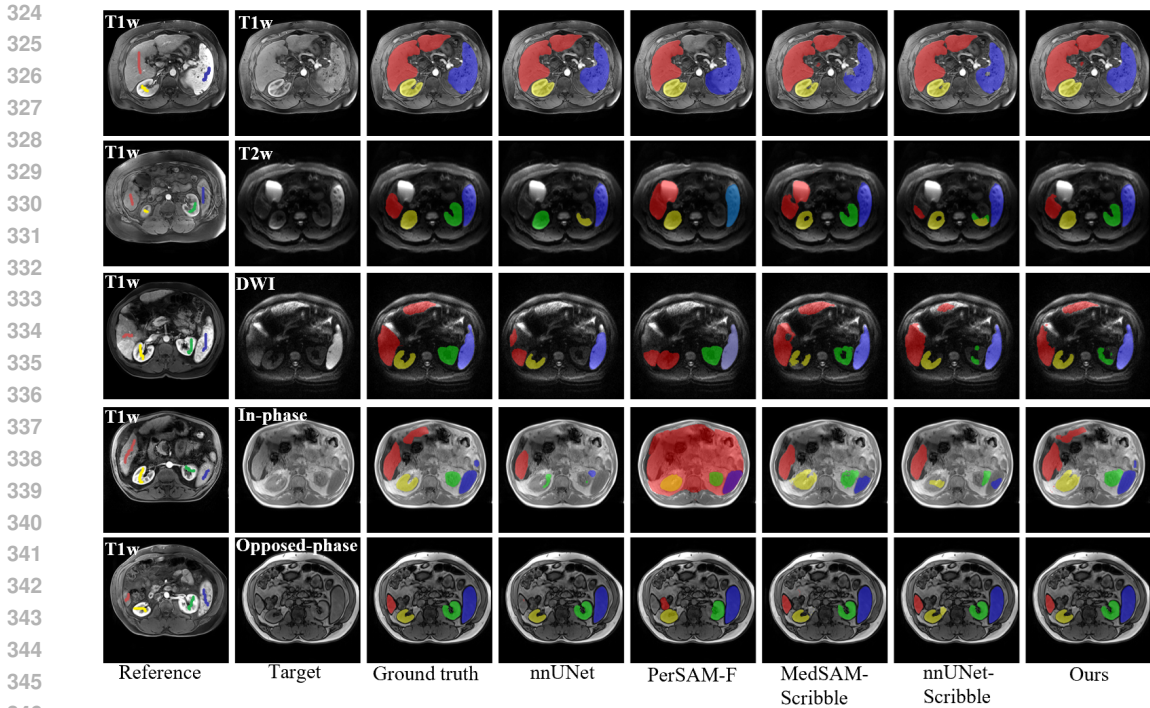 324
T1w
T1w
325
326
327
328
T1w
T2w
329
330
331
332
T1w
DWI
333
334
335
336
T1w
In-phase
337
338
339
340
T1w
Opposed-phase
341
342
343
344
Reference
Target
Ground truth
nnUNet
PerSAM-F
MedSAM-
Scribble
nnUNet-
Scribble
Ours
345